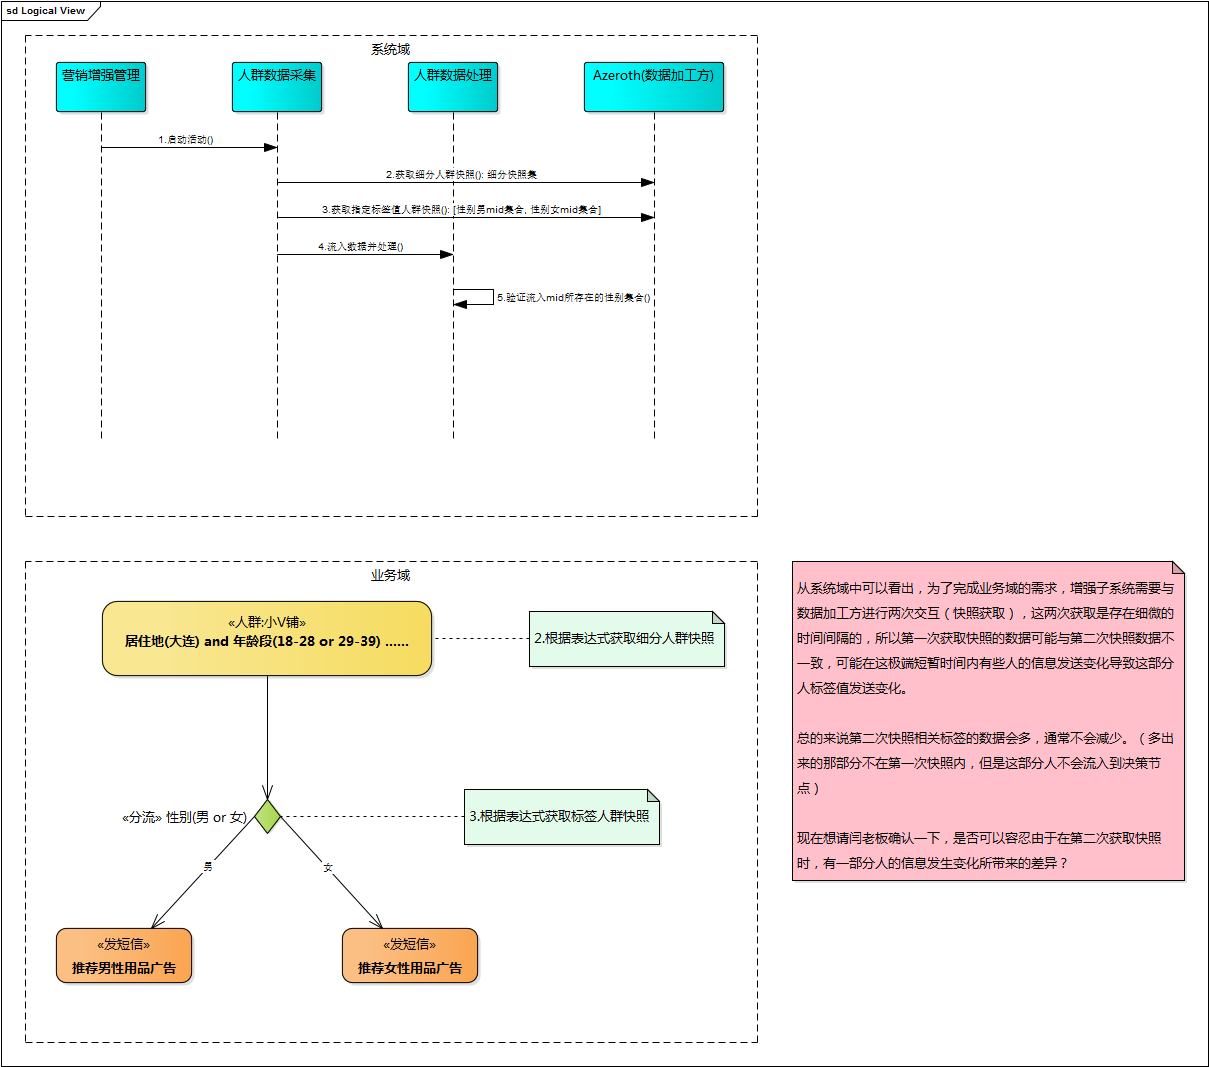 sd Logical View
系统域
营销增强管理
人群数据采集
人群数据处理
Azeroth(数据加工方)
1.启动活动()
2.获取细分人群快照(): 细分快照集
3.获取指定标签值人群快照(): [性别男mid集合, 性别女mid集合]
4.流入数据并处理()
5.验证流入mid所存在的性别集合()
业务域
«人群:小V铺»
居住地(大连) and 年龄段(18-28 or 29-39) ......
2.根据表达式获取细分人群快照
«分流» 性别(男 or 女)
3.根据表达式获取标签人群快照
男
女
«发短信»
推荐男性用品广告
«发短信»
推荐女性用品广告
从系统域中可以看出，为了完成业务域的需求，增强子系统需要与
数据加工方进行两次交互（快照获取），这两次获取是存在细微的
时间间隔的，所以第一次获取快照的数据可能与第二次快照数据不
一致，可能在这极端短暂时间内有些人的信息发送变化导致这部分
人标签值发送变化。
总的来说第二次快照相关标签的数据会多，通常不会减少。（多出
来的那部分不在第一次快照内，但是这部分人不会流入到决策节
点）
现在想请闫老板确认一下，是否可以容忍由于在第二次获取快照
时，有一部分人的信息发生变化所带来的差异？